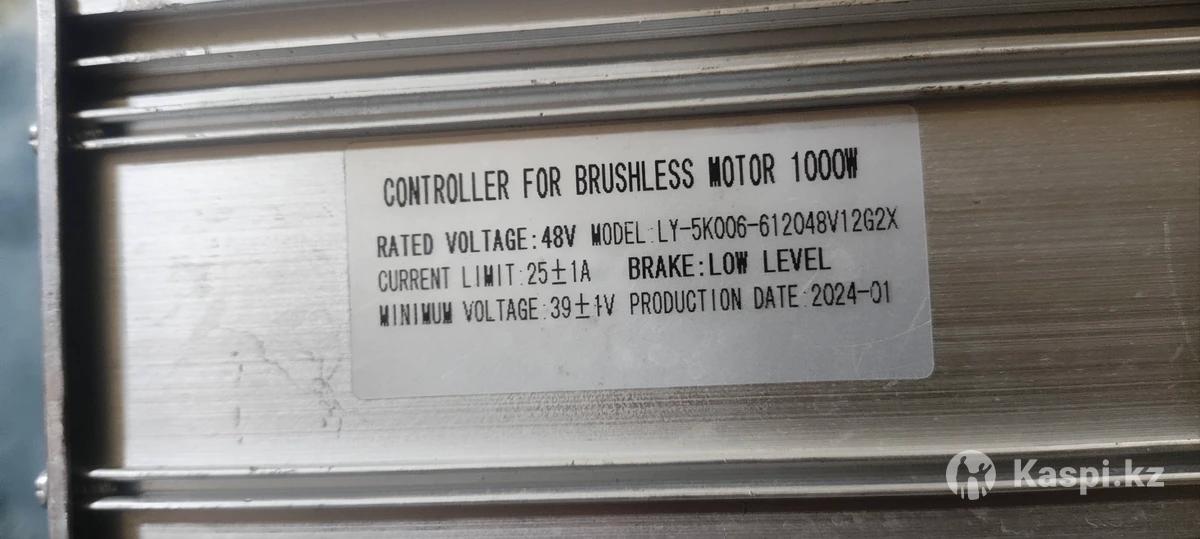 CONTROLLER FOR BRUSHLESS MOTOR 1000W
RATED VOLTAGE:48V MODEL:LY-5K006-612048V12G2X
CURRENT LIMIT:25±1A BRAKE:LOW LEVEL
MINIMUM VOLTAGE:39±1V PRODUCTION DATE:2024-01
Kaspi.kz